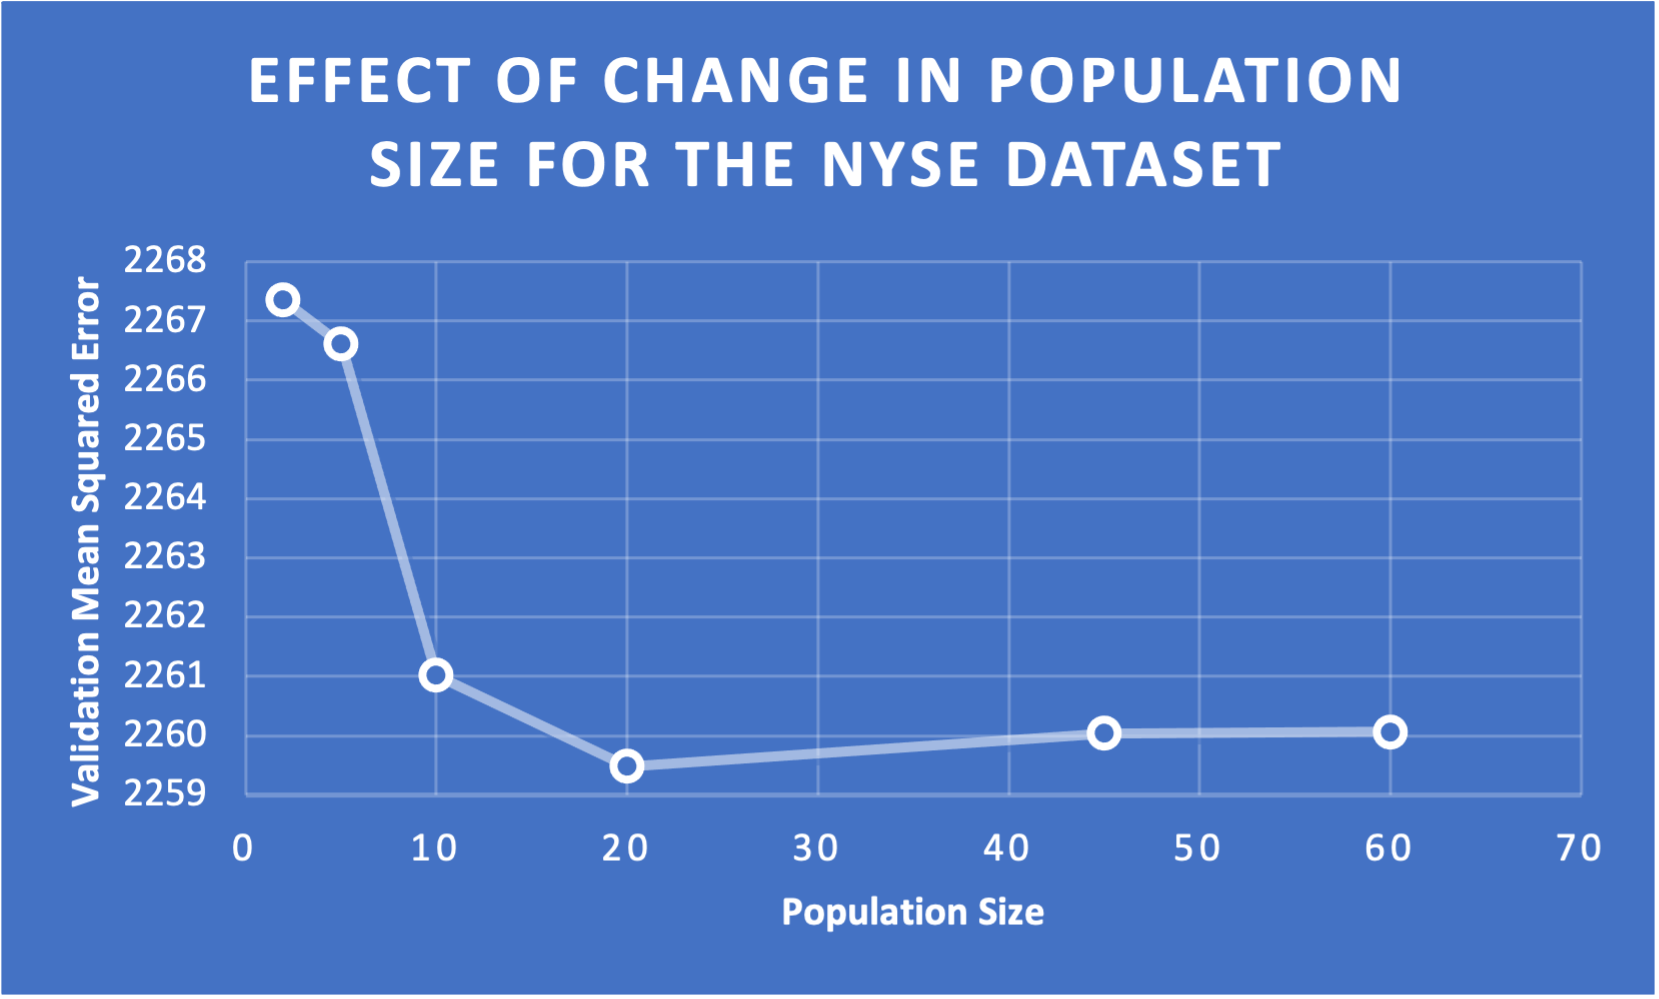 EFFECT OF CHANGE IN POPULATION
SIZE FOR THE NYSE DATASET
Validation Mean Squared Error
2268
2267
2266
2265
2264
2263
2262
2261
2260
2259
0 10 20 30 40 50 60 70
Population Size